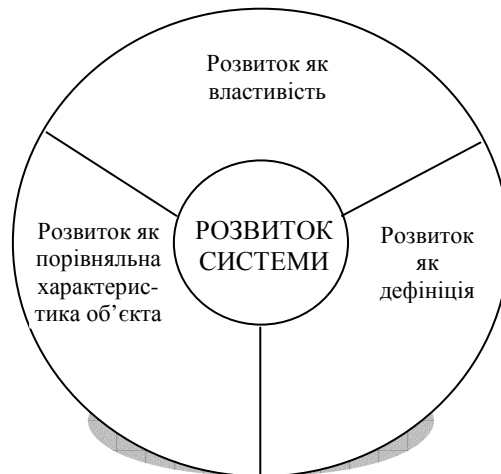 Розвиток як
властивість
Розвиток як
порівняльна
характерис-
тика об’єкта
РОЗВИТОК
СИСТЕМИ
Розвиток
як
дефініція